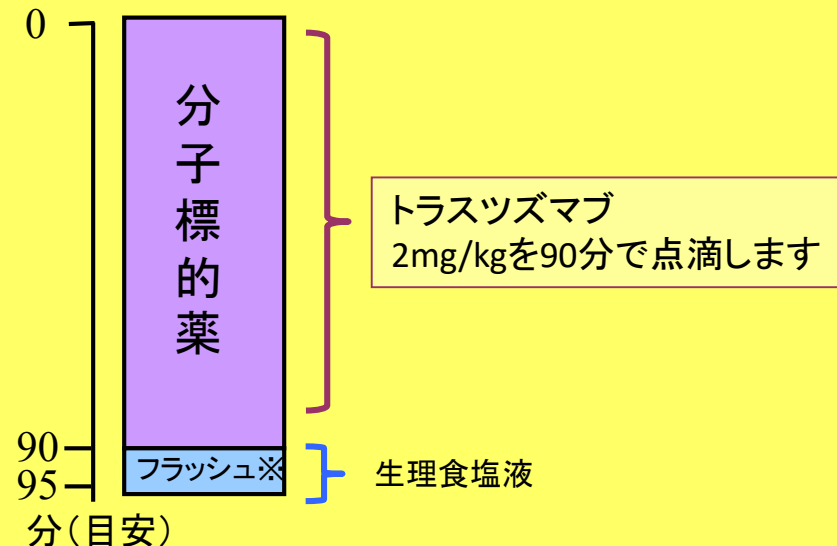 0
分子標的薬
トラスツズマブ
2mg/kgを90分で点滴します
90
フラッシュ※
95
生理食塩液
分（目安）